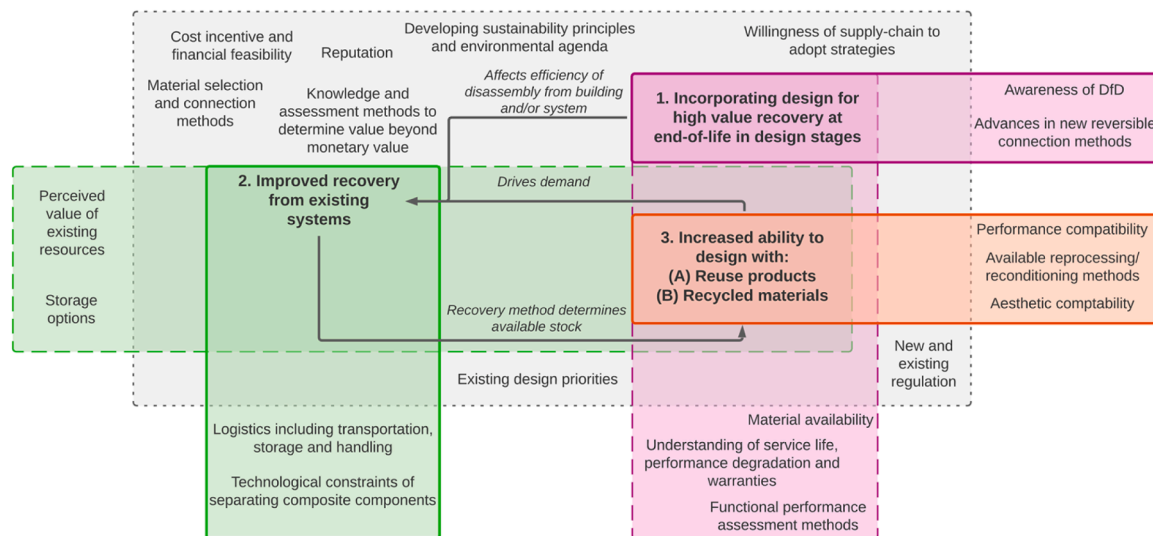 Cost incentive and
financial feasibility
Reputation
Developing sustainability principles
and environmental agenda
Willingness of supply-chain to
adopt strategies
Material selection
and connection
methods
Knowledge and
assessment methods to
determine value beyond
monetary value
Affects efficiency of
disassembly from building
and/or system
1. Incorporating design for
high value recovery at
end-of-life in design stages
Awareness of DfD
Advances in new reversible
connection methods
Perceived
value of
existing
resources
Storage
options
2. Improved recovery
from existing
systems
Drives demand
3. Increased ability to
design with:
(A) Reuse products
(B) Recycled materials
Performance compatibility
Available reprocessing/
reconditioning methods
Aesthetic comptability
Recovery method determines
available stock
Existing design priorities
New and
existing
regulation
Logistics including transportation,
storage and handling
Technological constraints of
separating composite components
Material availability
Understanding of service life,
performance degradation and
warranties
Functional performance
assessment methods